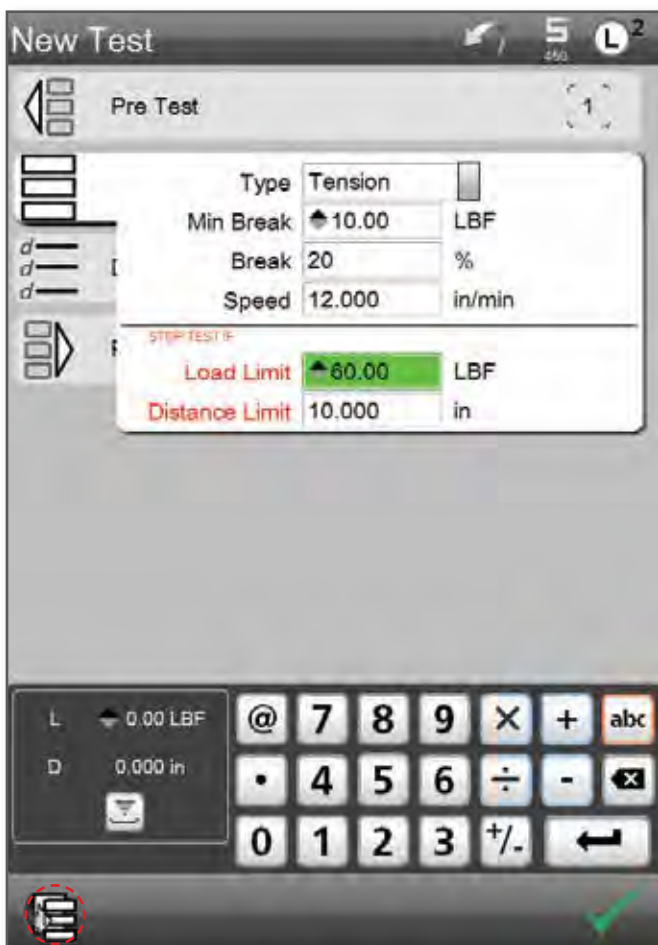 New Test
S
450
L 2
Pre Test
1
Type Tension
Min Break 10.00 LBF
d
d
d
Break 20 %
Speed 12.000 in/min
STOP TEST IF
Load Limit 60.00 LBF
Distance Limit 10.000 in
L 0.00 LBF
D 0.000 in
@ 7 8 9 × + abc
. 4 5 6 ÷ -
0 1 2 3 +/-